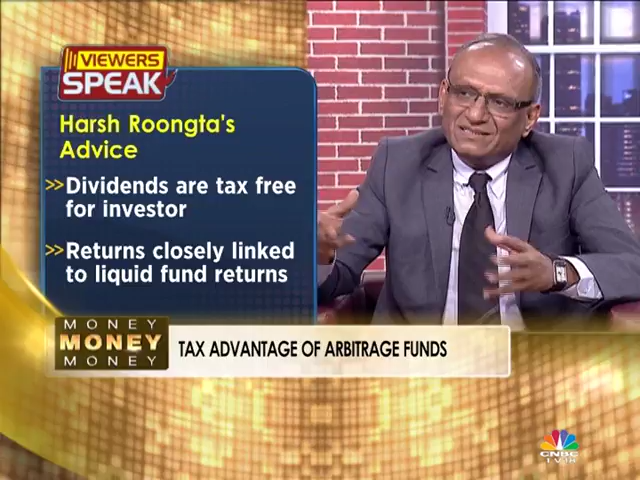 VIEWERS
SPEAK
Harsh Roongta's
Advice
>> Dividends are tax free
for investor
>> Returns closely linked
to liquid fund returns
MONEY
MONEY
MONEY
TAX ADVANTAGE OF ARBITRAGE FUNDS
CNBC
TV18